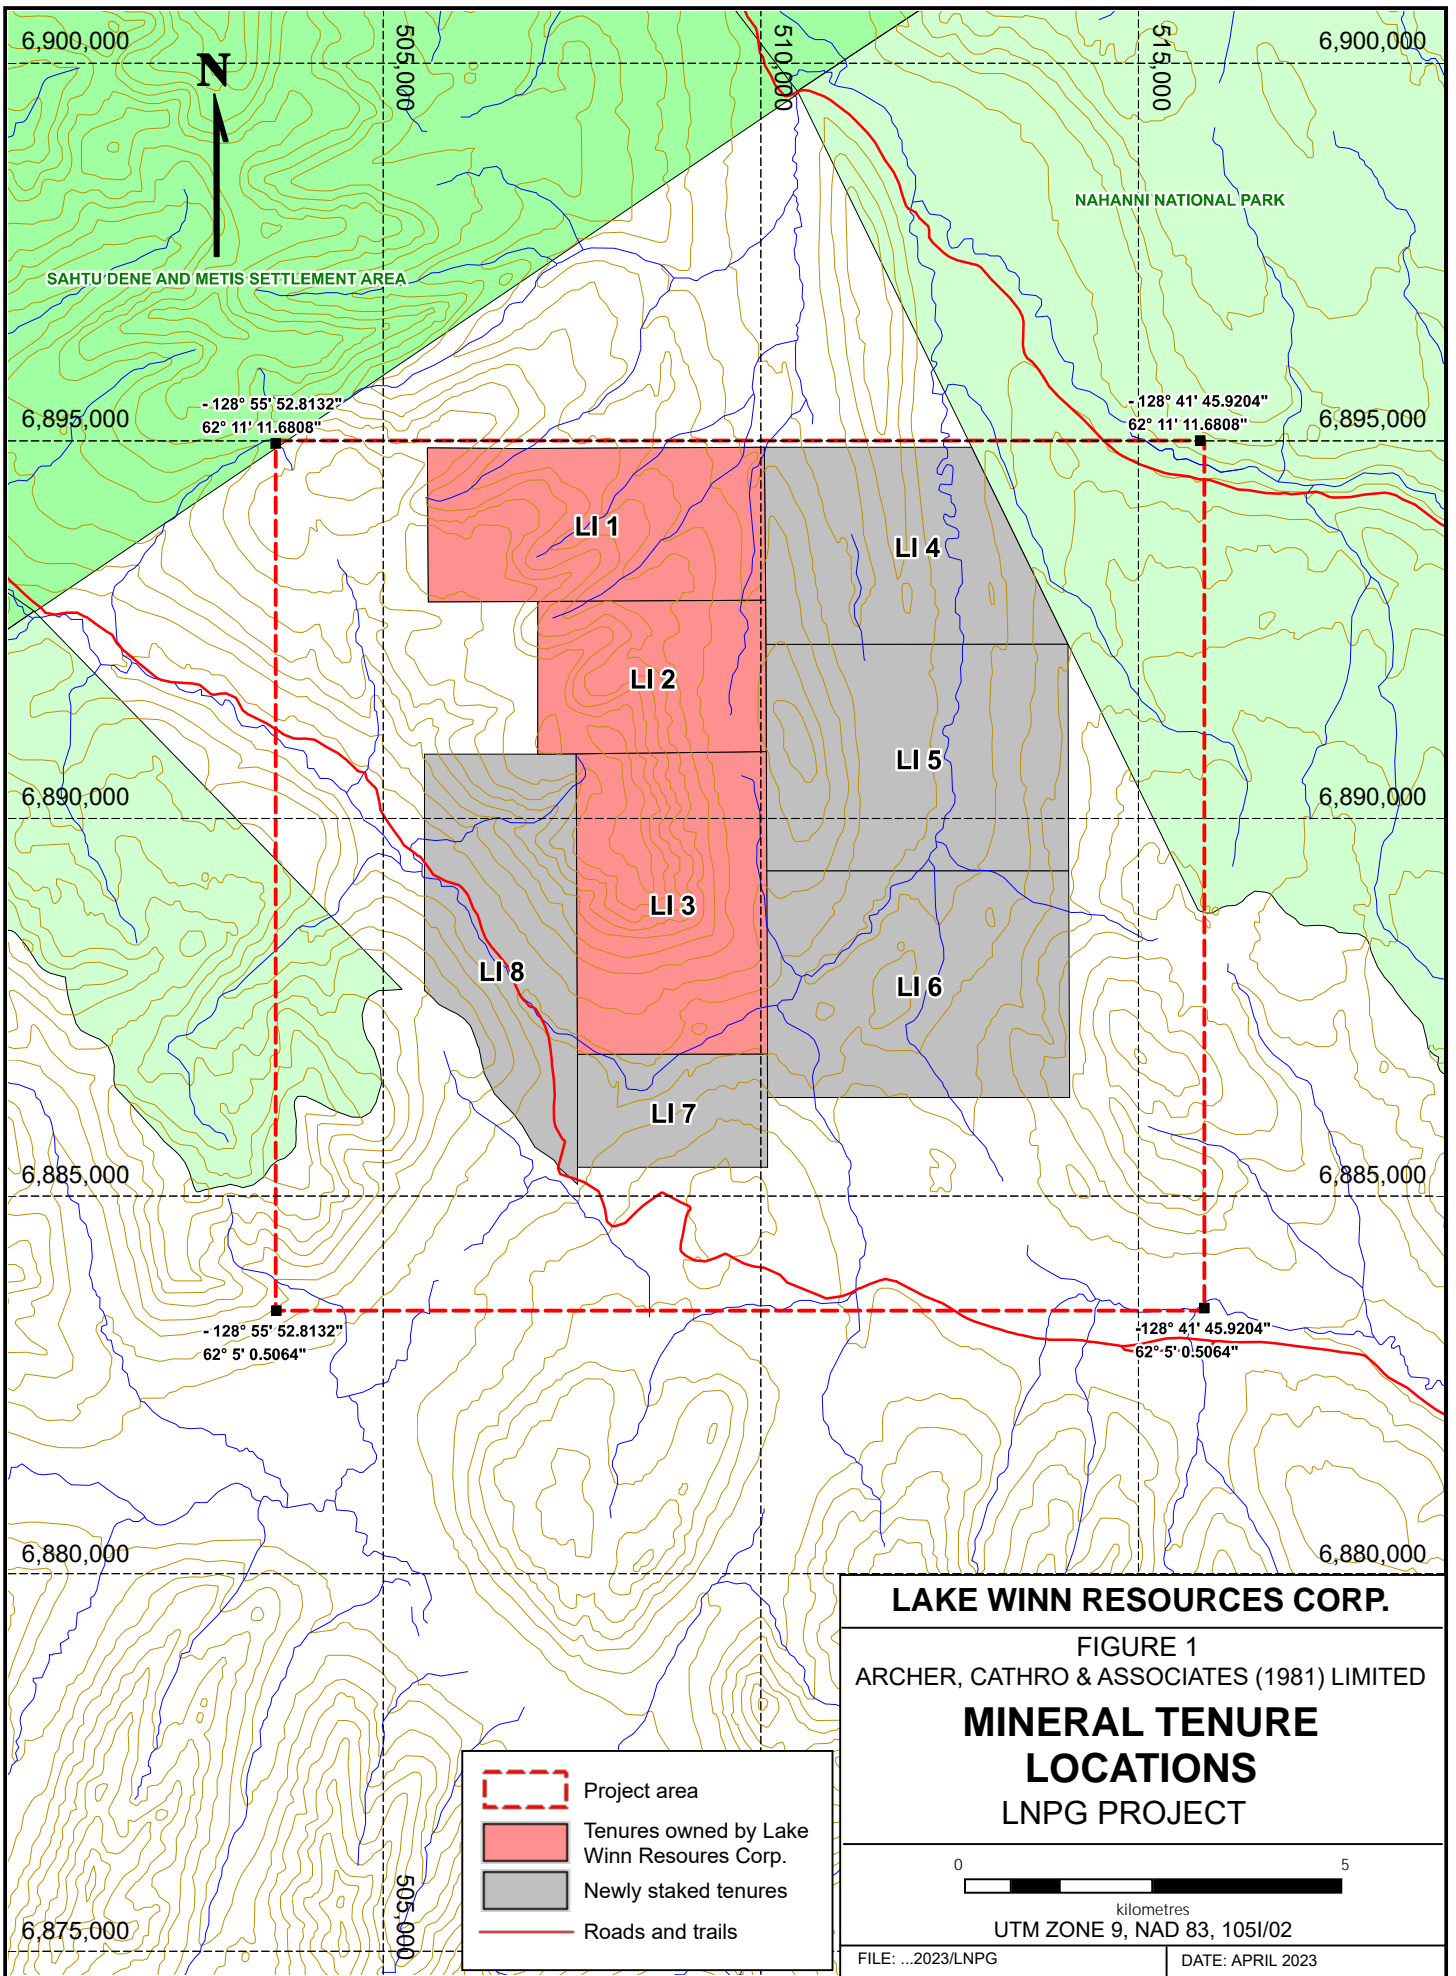 505,000
510,000
515,000
6,900,000
6,900,000
N
NAHANNI NATIONAL PARK
SAHTU DENE AND METIS SETTLEMENT AREA
- 128° 55' 52.8132"
62° 11' 11.6808"
- 128° 41' 45.9204"
62° 11' 11.6808"
6,895,000
6,895,000
LI 1
LI 4
LI 2
LI 5
6,890,000
6,890,000
LI 3
LI 8
LI 6
LI 7
6,885,000
6,885,000
- 128° 55' 52.8132"
62° 5' 0.5064"
-128° 41' 45.9204"
62° 5' 0.5064"
6,880,000
6,880,000
6,875,000
505,000
Project area
Tenures owned by Lake
Winn Resoures Corp.
Newly staked tenures
Roads and trails
LAKE WINN RESOURCES CORP.
FIGURE 1
ARCHER, CATHRO & ASSOCIATES (1981) LIMITED
MINERAL TENURE
LOCATIONS
LNPG PROJECT
0 5
kilometres
UTM ZONE 9, NAD 83, 105I/02
FILE: ...2023/LNPG
DATE: APRIL 2023